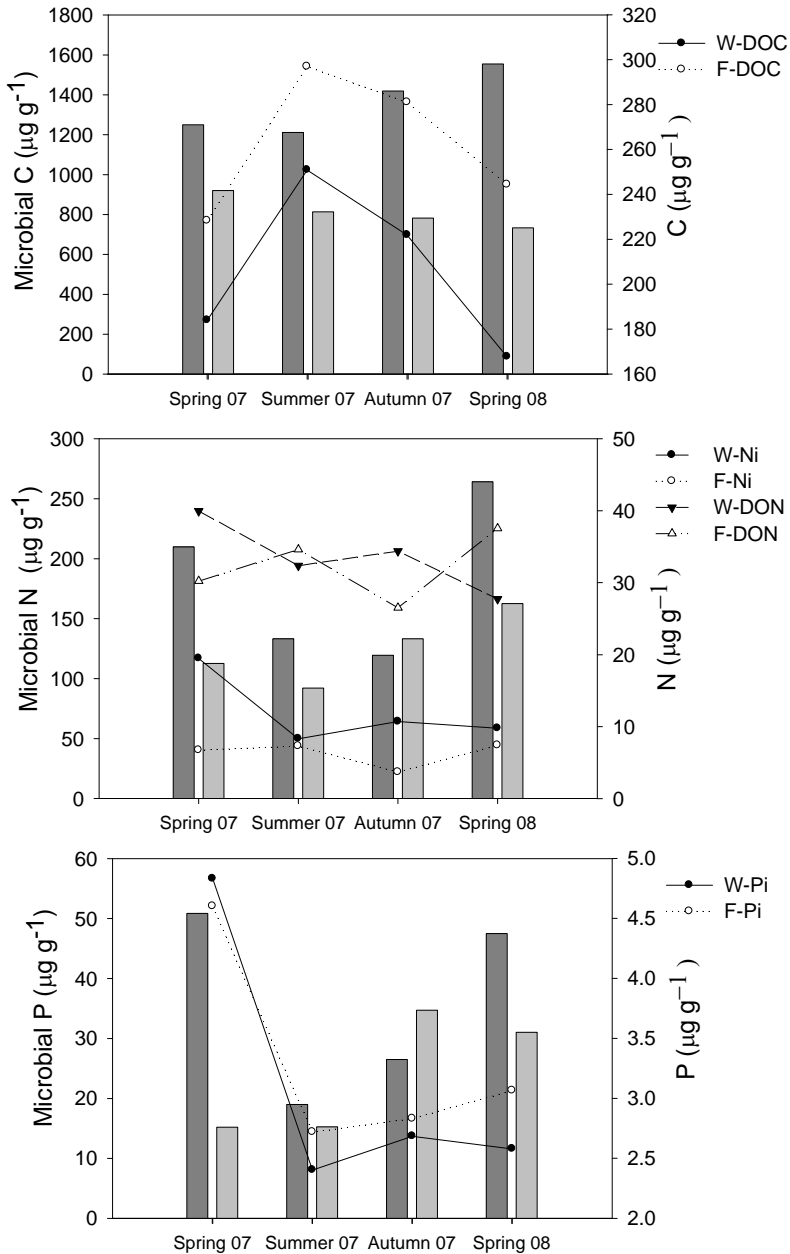 Microbial C (µg g-1)
1800
1600
1400
1200
1000
800
600
400
200
0
320
300
280
260
240
220
200
180
160
C (µg g−1)
W-DOC
F-DOC
Spring 07 Summer 07 Autumn 07 Spring 08
Microbial N (µg g-1)
300
250
200
150
100
50
0
50
40
30
20
10
0
N (µg g−1)
W-Ni
F-Ni
W-DON
F-DON
Spring 07 Summer 07 Autumn 07 Spring 08
Microbial P (µg g-1)
60
50
40
30
20
10
0
5.0
4.5
4.0
3.5
3.0
2.5
2.0
P (µg g−1)
W-Pi
F-Pi
Spring 07 Summer 07 Autumn 07 Spring 08